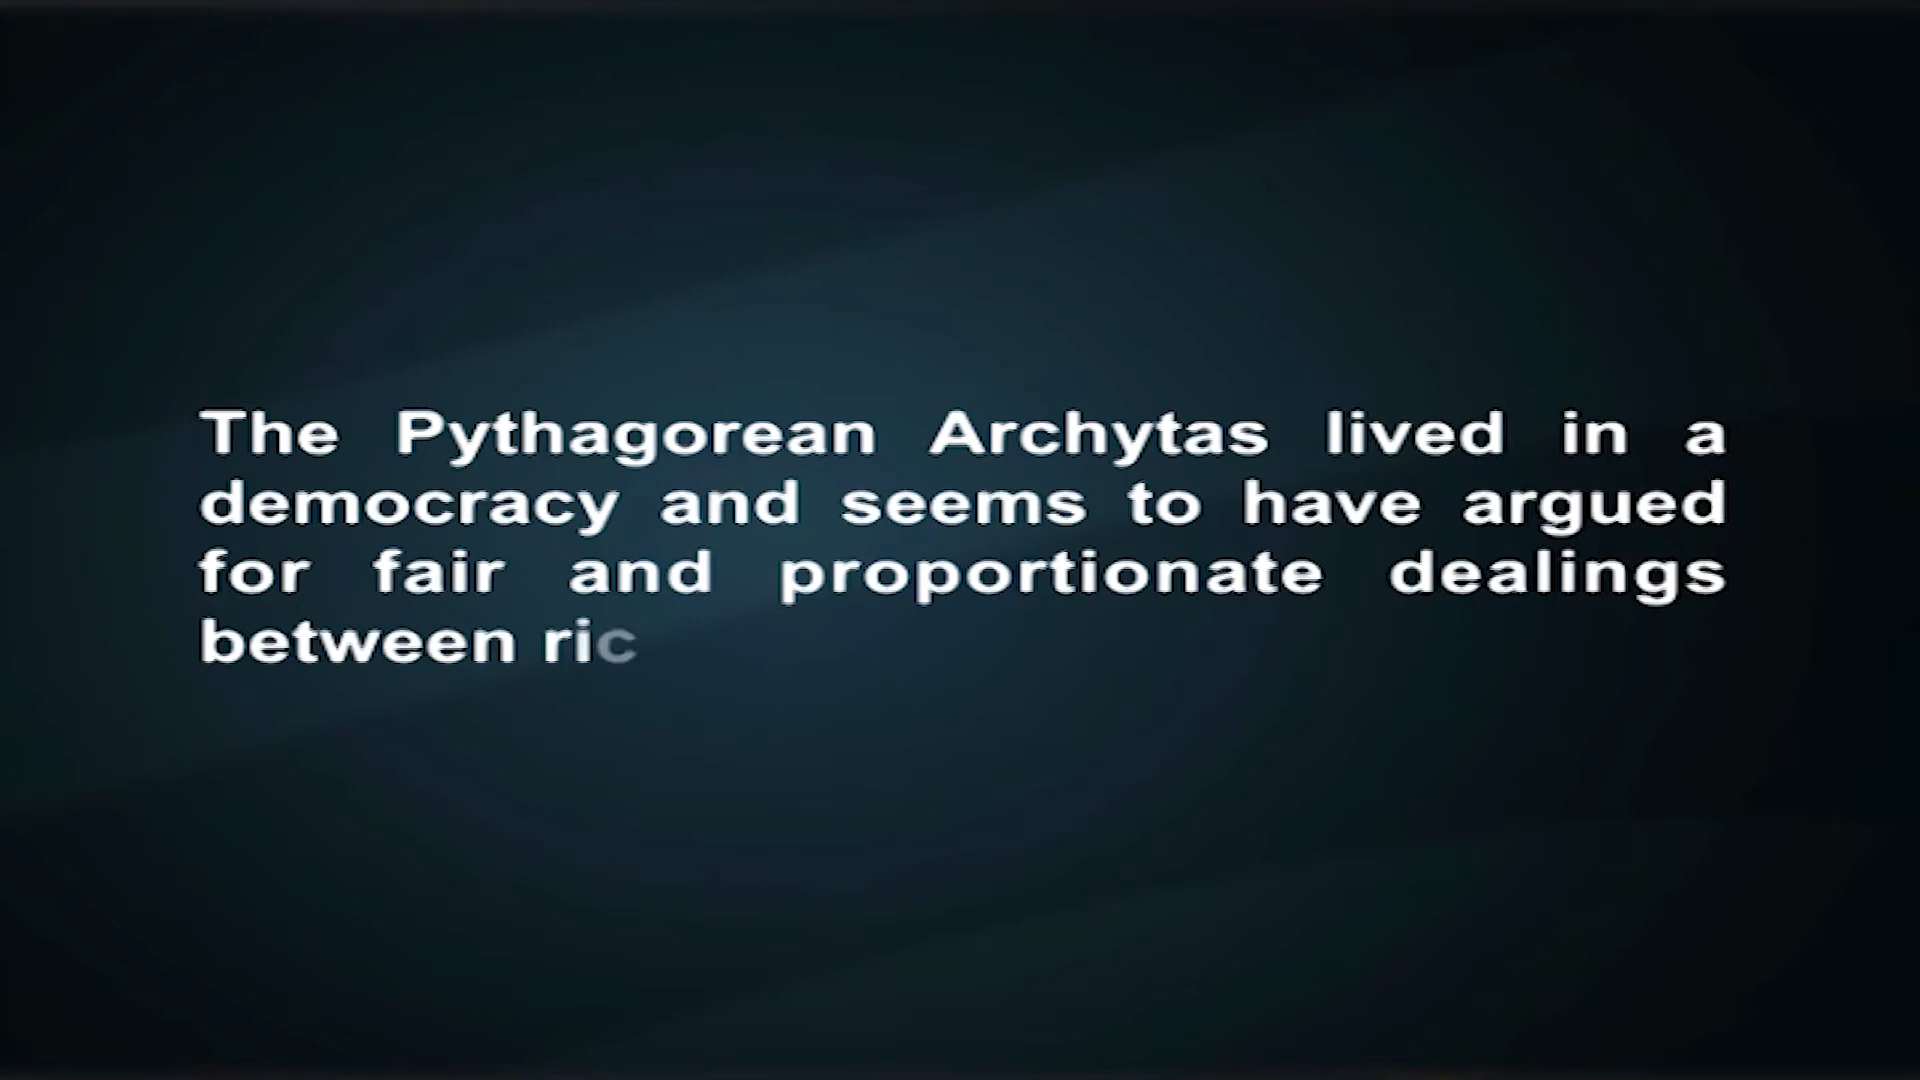 The Pythagorean Archytas lived in a
democracy and seems to have argued
for fair and proportionate dealings
between ric